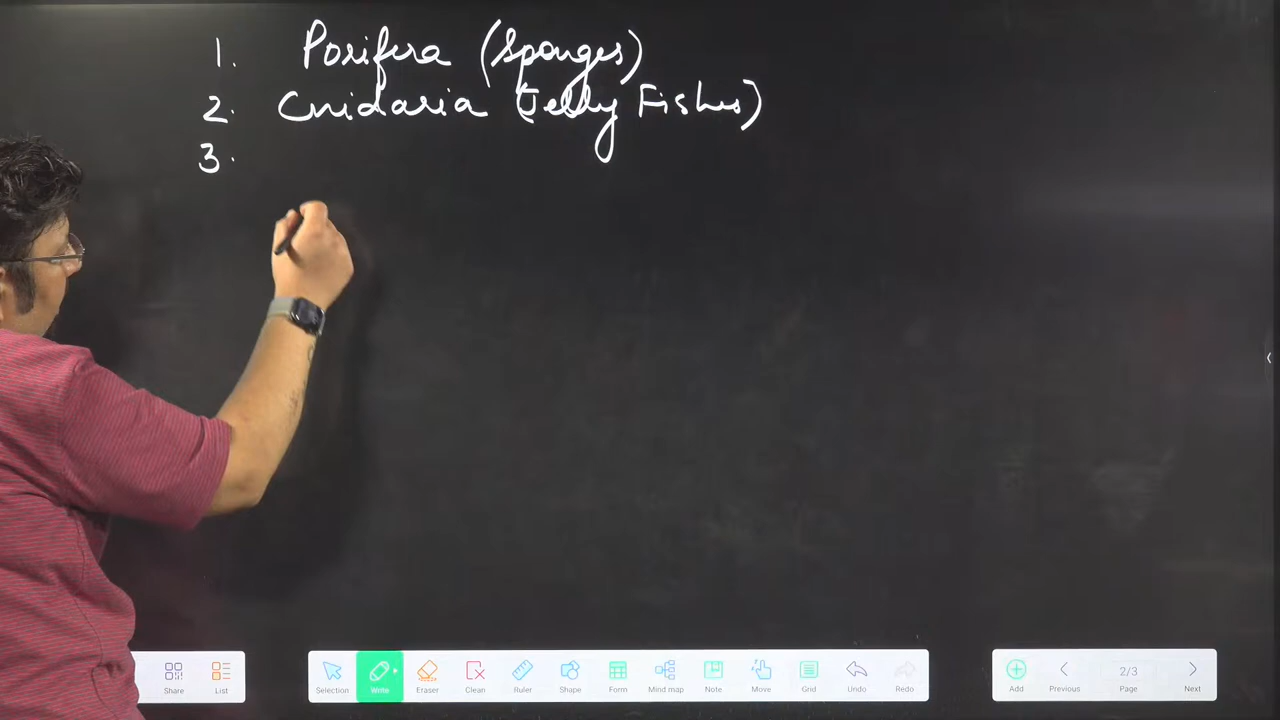 1. Porifera (Sponges)
2. Cnidaria (Jelly Fishes)
3.
Share List Selection Write Eraser Clean Ruler Shape Form Mind map Note Move Grid Undo Redo Add Previous 2/3 Page Next